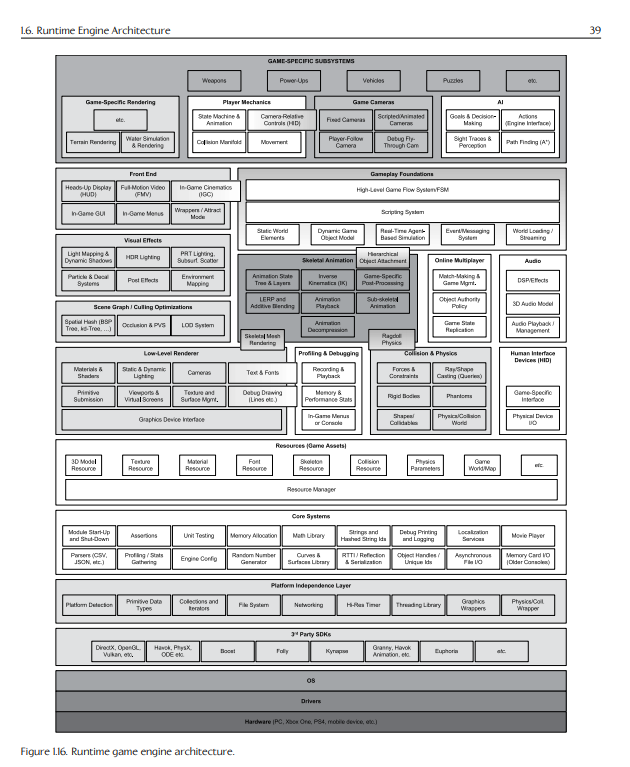 1.6. Runtime Engine Architecture 39
GAME-SPECIFIC SUBSYSTEMS
Weapons
Power-Ups
Vehicles
Puzzles
etc.
Game-Specific Rendering
etc.
Terrain Rendering
Water Simulation
& Rendering
Player Mechanics
State Machine &
Animation
Camera-Relative
Controls (HID)
Collision Manifold
Movement
Game Cameras
Fixed Cameras
Scripted/Animated
Cameras
Player-Follow
Camera
Debug Fly-
Through Cam
AI
Goals & Decision-
Making
Actions
(Engine Interface)
Sight Traces &
Perception
Path Finding (A*)
Front End
Heads-Up Display
(HUD)
Full-Motion Video
(FMV)
In-Game Cinematics
(IGC)
In-Game GUI
In-Game Menus
Wrappers / Attract
Mode
Gameplay Foundations
High-Level Game Flow System/FSM
Scripting System
Static World
Elements
Dynamic Game
Object Model
Real-Time Agent-
Based Simulation
Event/Messaging
System
World Loading /
Streaming
Visual Effects
Light Mapping &
Dynamic Shadows
HDR Lighting
PRT Lighting,
Subsurf. Scatter
Particle & Decal
Systems
Post Effects
Environment
Mapping
Hierarchical
Object Attachment
Skeletal Animation
Animation State
Tree & Layers
Inverse
Kinematics (IK)
Game-Specific
Post-Processing
LERP and
Additive Blending
Animation
Playback
Sub-skeletal
Animation
Animation
Decompression
Skeletal Mesh
Rendering
Ragdoll
Physics
Online Multiplayer
Match-Making &
Game Mgmt.
Object Authority
Policy
Game State
Replication
Audio
DSP/Effects
3D Audio Model
Audio Playback /
Management
Scene Graph / Culling Optimizations
Spatial Hash (BSP
Tree, kd-Tree, …)
Occlusion & PVS
LOD System
Low-Level Renderer
Materials &
Shaders
Static & Dynamic
Lighting
Cameras
Text & Fonts
Primitive
Submission
Viewports &
Virtual Screens
Texture and
Surface Mgmt.
Debug Drawing
(Lines etc.)
Graphics Device Interface
Profiling & Debugging
Recording &
Playback
Memory &
Performance Stats
In-Game Menus
or Console
Collision & Physics
Forces &
Constraints
Ray/Shape
Casting (Queries)
Rigid Bodies
Phantoms
Shapes/
Collidables
Physics/Collision
World
Human Interface
Devices (HID)
Game-Specific
Interface
Physical Device
I/O
Resources (Game Assets)
3D Model
Resource
Texture
Resource
Material
Resource
Font
Resource
Skeleton
Resource
Collision
Resource
Physics
Parameters
Game
World/Map
etc.
Resource Manager
Core Systems
Module Start-Up
and Shut-Down
Assertions
Unit Testing
Memory Allocation
Math Library
Strings and
Hashed String Ids
Debug Printing
and Logging
Localization
Services
Movie Player
Parsers (CSV,
JSON, etc.)
Profiling / Stats
Gathering
Engine Config
Random Number
Generator
Curves &
Surfaces Library
RTTI / Reflection
& Serialization
Object Handles /
Unique Ids
Asynchronous
File I/O
Memory Card I/O
(Older Consoles)
Platform Independence Layer
Platform Detection
Primitive Data
Types
Collections and
Iterators
File System
Networking
Hi-Res Timer
Threading Library
Graphics
Wrappers
Physics/Coll.
Wrapper
3rd Party SDKs
DirectX, OpenGL,
Vulkan, etc.
Havok, PhysX,
ODE etc.
Boost
Folly
Kynapse
Granny, Havok
Animation, etc.
Euphoria
etc.
OS
Drivers
Hardware (PC, Xbox One, PS4, mobile device, etc.)
Figure 1.16. Runtime game engine architecture.